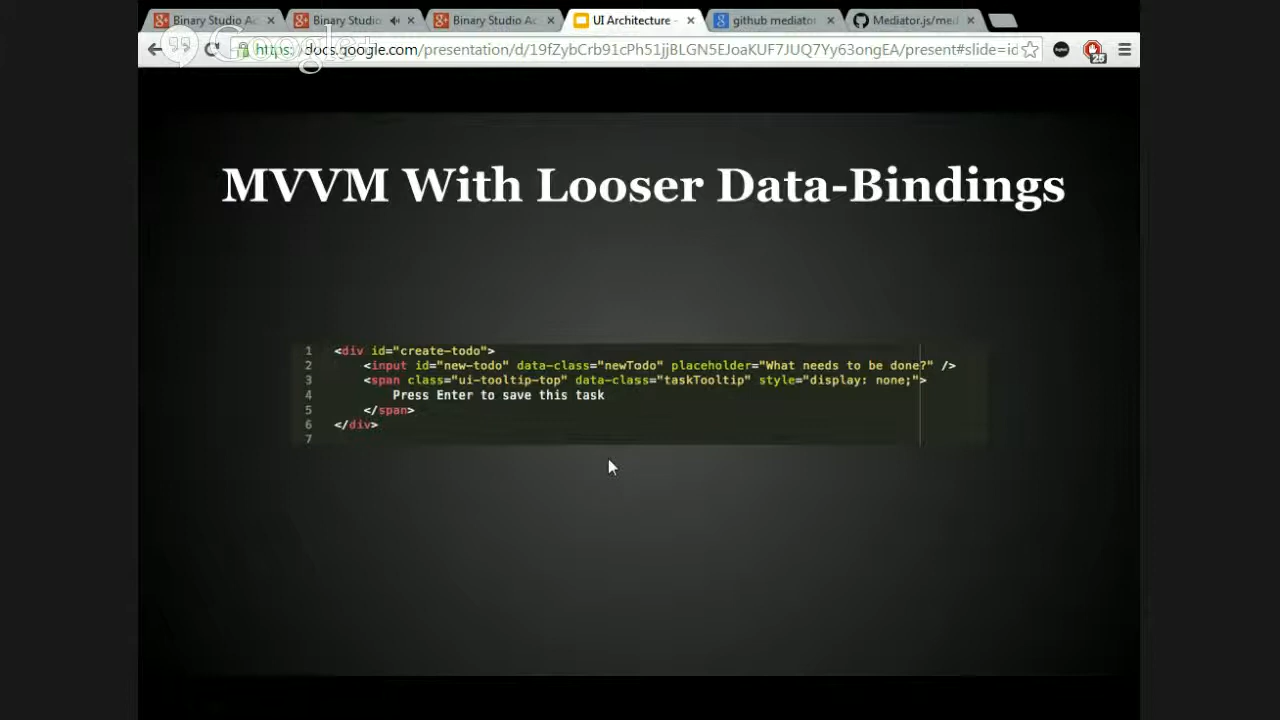 Binary Studio Ac
Binary Studio
Binary Studio Ac
UI Architecture -
github mediator
Mediator.js/med
Google+
https://docs.google.com/presentation/d/19fZybCrb91cPh51jjBLGN5EJoaKUF7JUQ7Yy63ongEA/present#slide=id
25
MVVM With Looser Data-Bindings
1 <div id="create-todo">
2 <input id="new-todo" data-class="newTodo" placeholder="What needs to be done?" />
3 <span class="ui-tooltip-top" data-class="taskTooltip" style="display: none;">
4 Press Enter to save this task
5 </span>
6 </div>
7